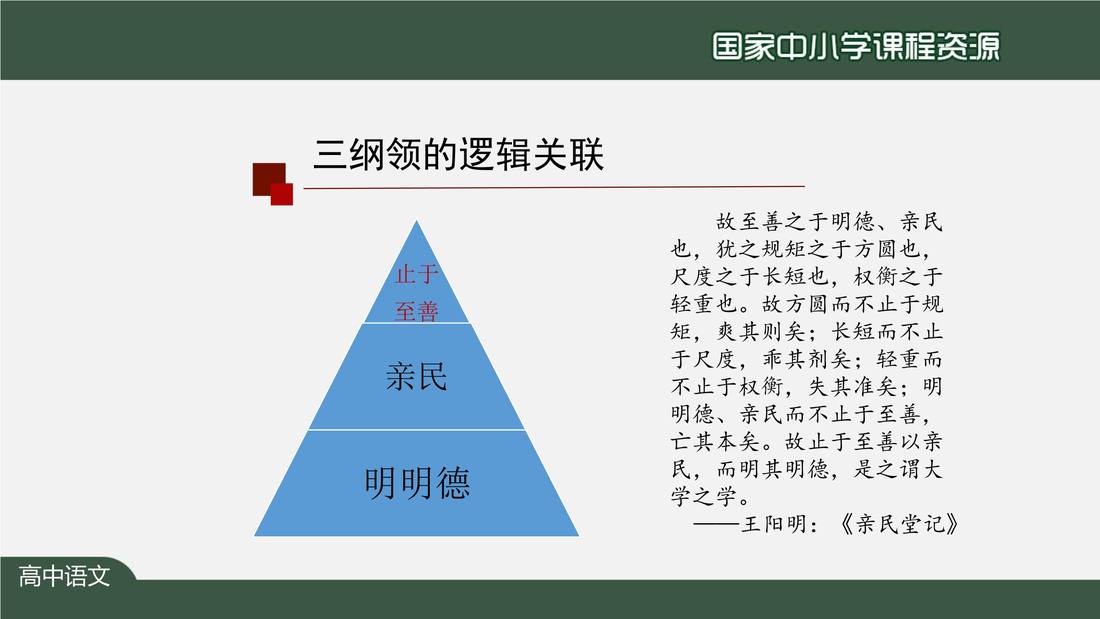 国家中小学课程资源
三纲领的逻辑关联
止于
至善
亲民
明明德
故至善之于明德、亲民
也，犹之规矩之于方圆也，
尺度之于长短也，权衡之于
轻重也。故方圆而不止于规
矩，爽其则矣；长短而不止
于尺度，乖其剂矣；轻重而
不止于权衡，失其准矣；明
明德、亲民而不止于至善，
亡其本矣。故止于至善以亲
民，而明其明德，是之谓大
学之学。
——王阳明：《亲民堂记》
高中语文